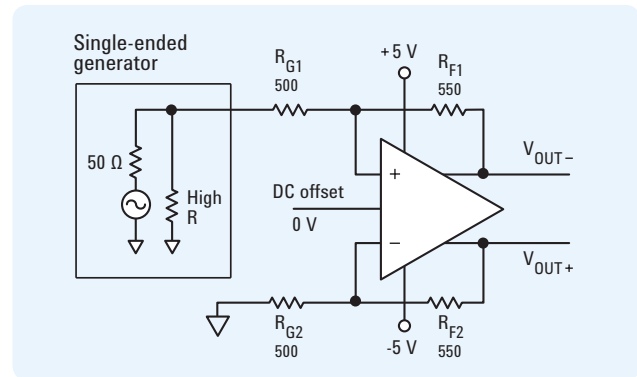 Single-ended
generator
R_G1
500
+5 V
R_F1
550
50 Ω
High
R
DC offset
0 V
+
−
V_OUT−
V_OUT+
R_G2
500
-5 V
R_F2
550